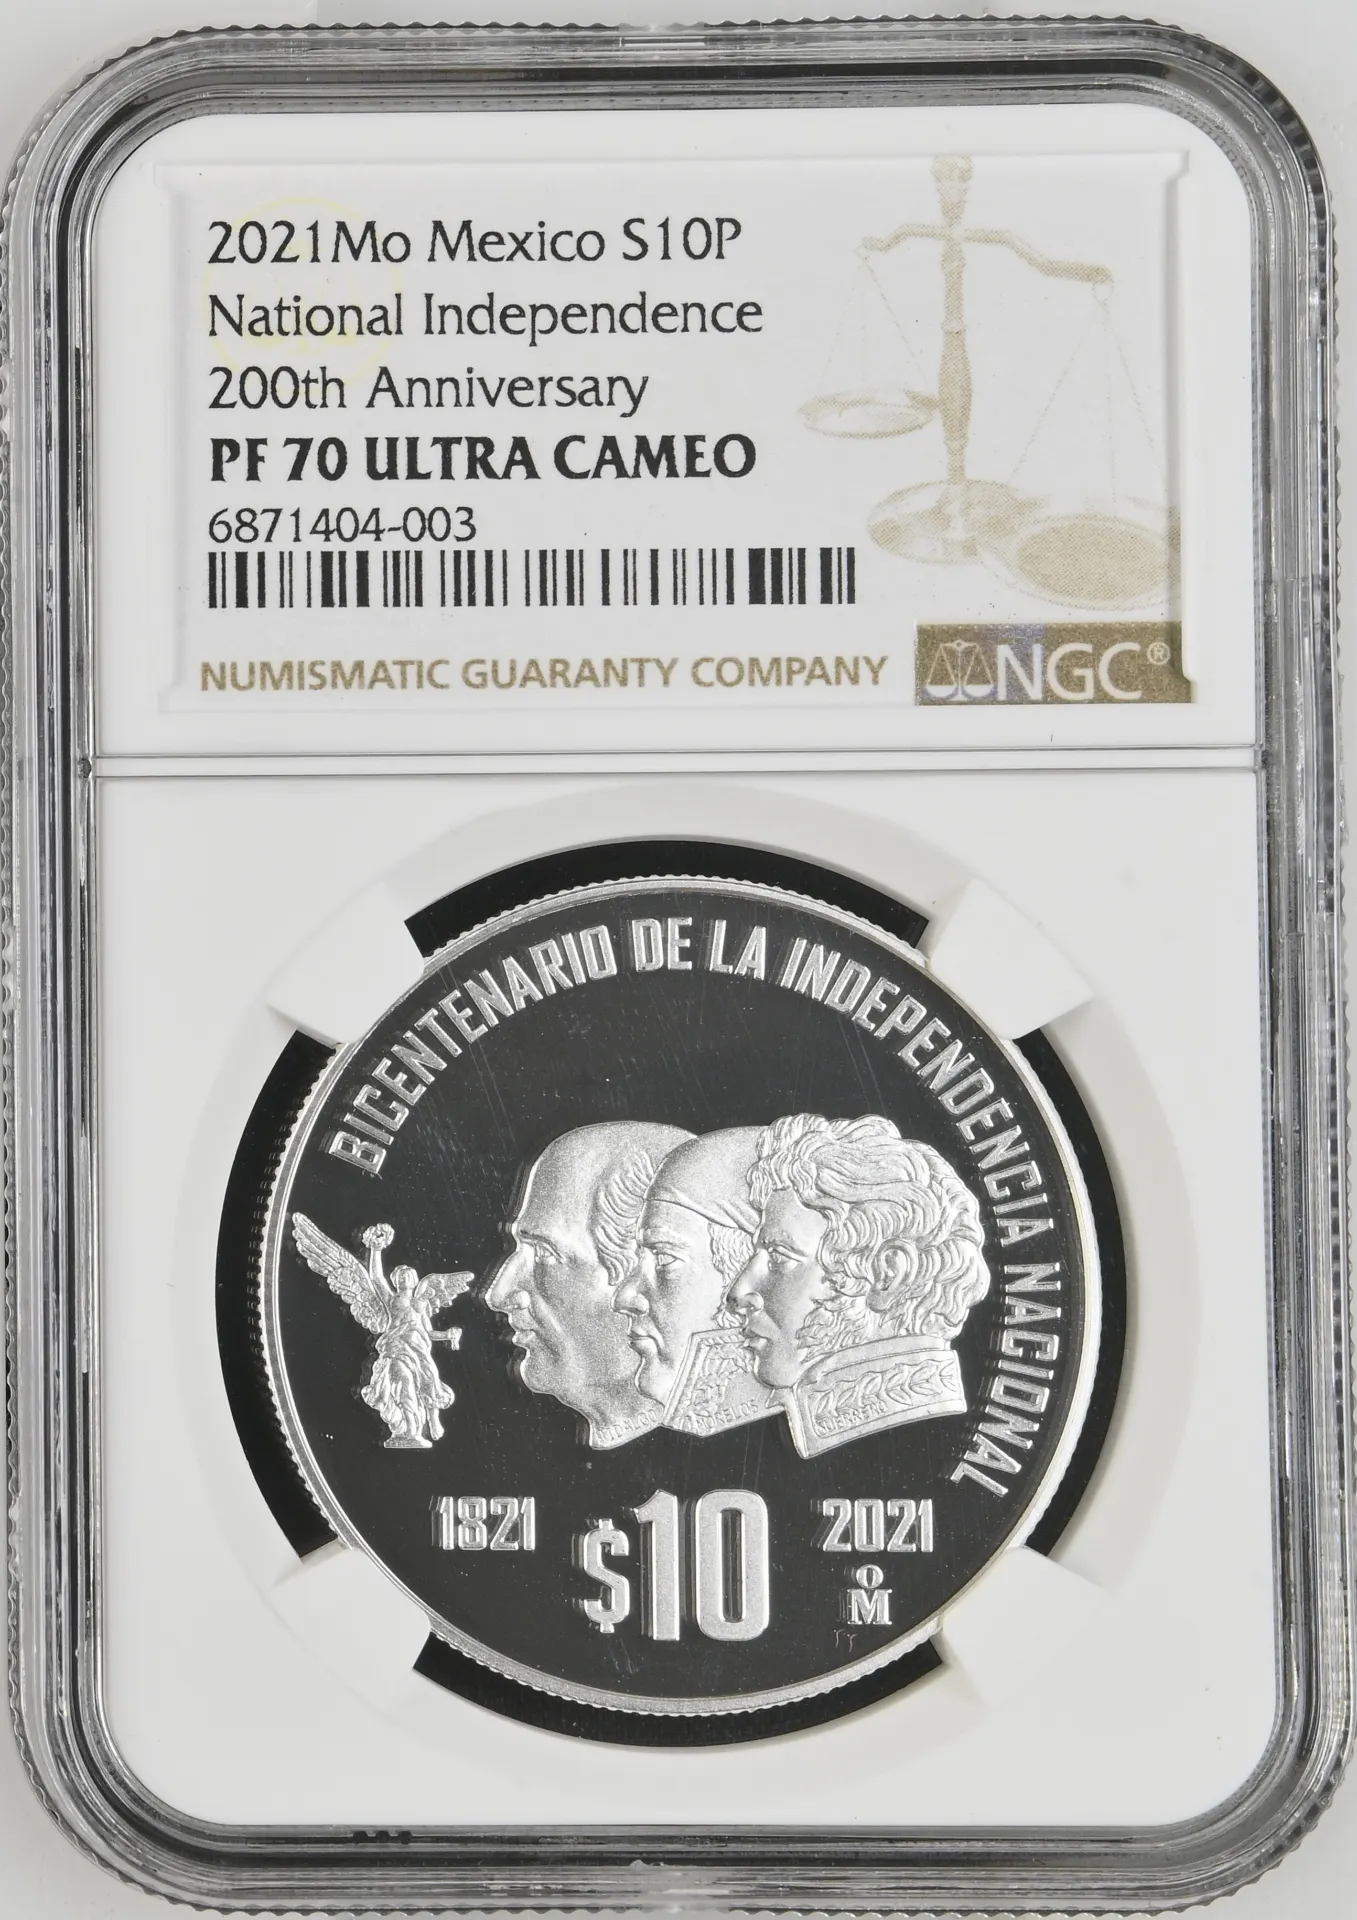 2021Mo Mexico S10P
National Independence
200th Anniversary
PF 70 ULTRA CAMEO
6871404-003
NUMISMATIC GUARANTY COMPANY
NGC®
BICENTENARIO DE LA INDEPENDENCIA NACIONAL
HIDALGO
MORELOS
GUERRERO
1821
$10
2021
oM